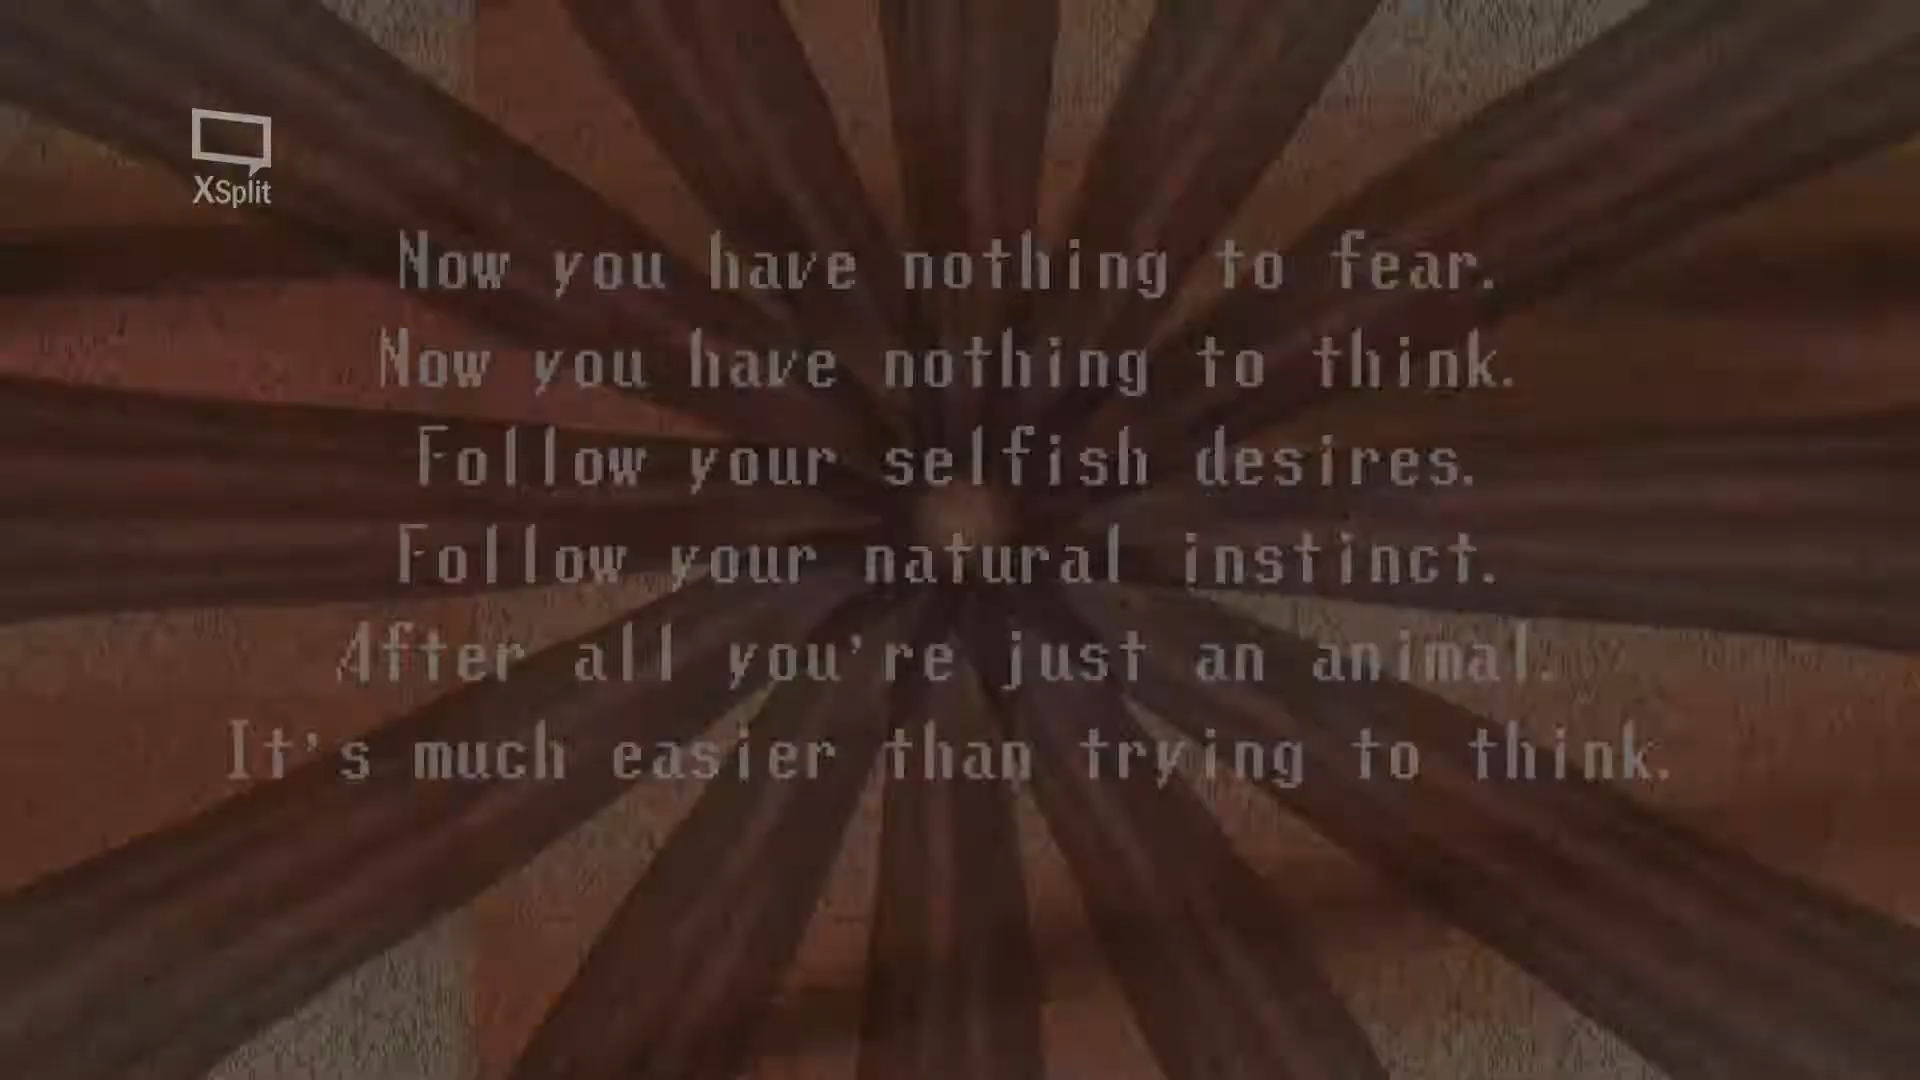 XSplit
Now you have nothing to fear.
Now you have nothing to think.
Follow your selfish desires.
Follow your natural instinct.
After all you're just an animal.
It's much easier than trying to think.